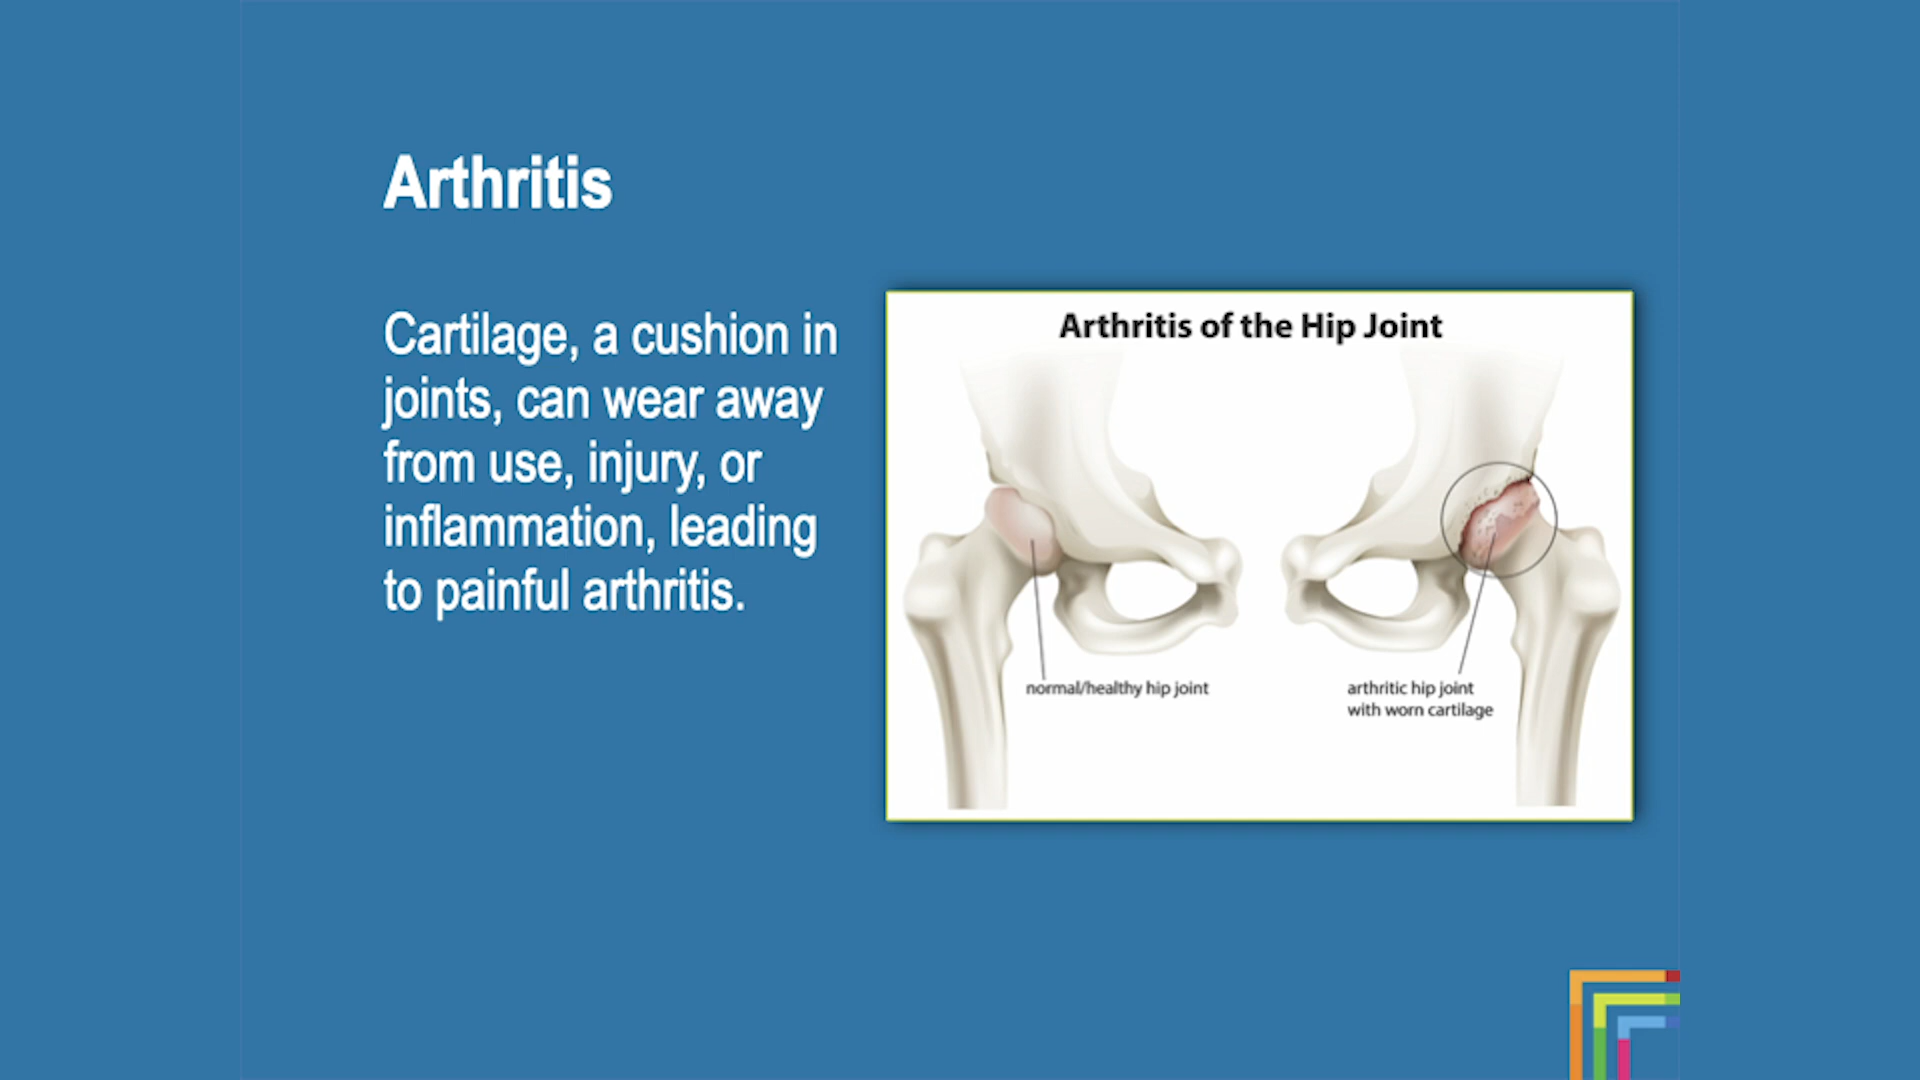 Arthritis
Cartilage, a cushion in
joints, can wear away
from use, injury, or
inflammation, leading
to painful arthritis.
Arthritis of the Hip Joint
normal/healthy hip joint
arthritic hip joint
with worn cartilage